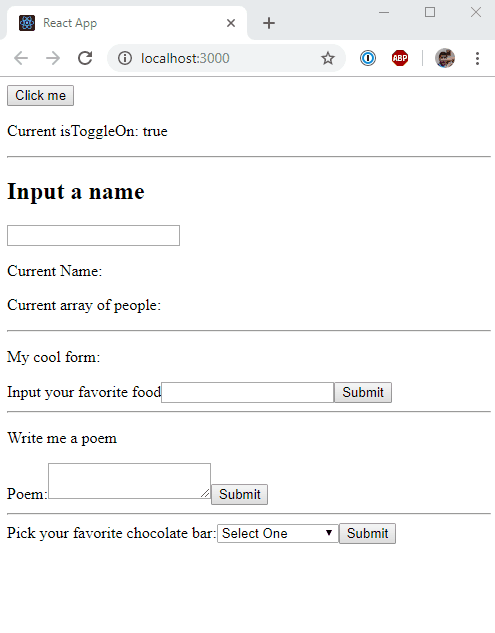 React App
localhost:3000
ABP
Click me
Current isToggleOn: true
Input a name
Current Name:
Current array of people:
My cool form:
Input your favorite food Submit
Write me a poem
Poem: Submit
Pick your favorite chocolate bar: Select One Submit